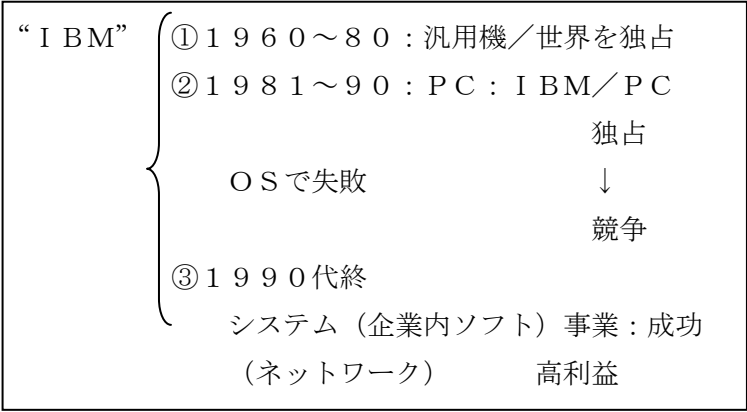 “ＩＢＭ” ①１９６０～８０：汎用機／世界を独占
②１９８１～９０：ＰＣ：ＩＢＭ／ＰＣ
独占
ＯＳで失敗 ↓
競争
③１９９０代終
システム（企業内ソフト）事業：成功
（ネットワーク） 高利益